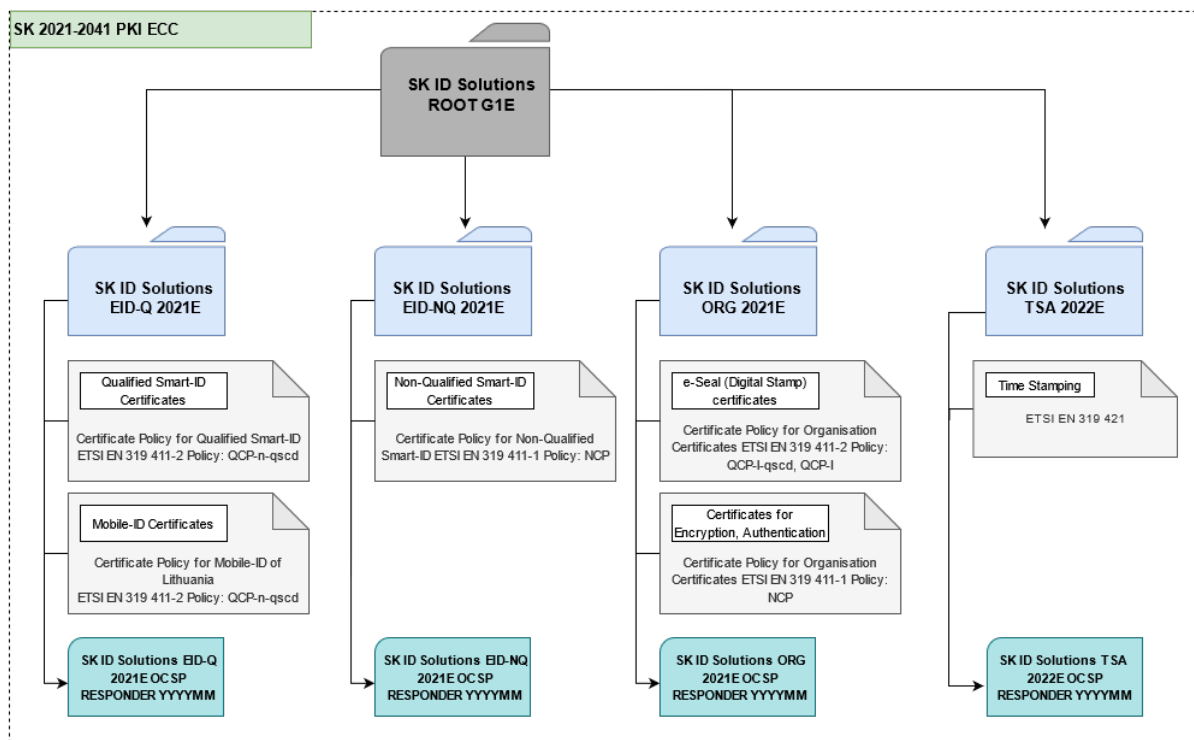 SK 2021-2041 PKI ECC
SK ID Solutions
ROOT G1E
SK ID Solutions
EID-Q 2021E
Qualified Smart-ID
Certificates
Certificate Policy for Qualified Smart-ID
ETSI EN 319 411-2 Policy: QCP-n-qscd
Mobile-ID Certificates
Certificate Policy for Mobile-ID of
Lithuania
ETSI EN 319 411-2 Policy: QCP-n-qscd
SK ID Solutions EID-Q
2021E OCSP
RESPONDER YYYYMM
SK ID Solutions
EID-NQ 2021E
Non-Qualified Smart-ID
Certificates
Certificate Policy for Non-Qualified
Smart-ID ETSI EN 319 411-1 Policy: NCP
SK ID Solutions EID-NQ
2021E OCSP
RESPONDER YYYYMM
SK ID Solutions
ORG 2021E
e-Seal (Digital Stamp)
certificates
Certificate Policy for Organisation
Certificates ETSI EN 319 411-2 Policy:
QCP-l-qscd, QCP-l
Certificates for
Encryption, Authentication
Certificate Policy for Organisation
Certificates ETSI EN 319 411-1 Policy:
NCP
SK ID Solutions ORG
2021E OCSP
RESPONDER YYYYMM
SK ID Solutions
TSA 2022E
Time Stamping
ETSI EN 319 421
SK ID Solutions TSA
2022E OCSP
RESPONDER YYYYMM